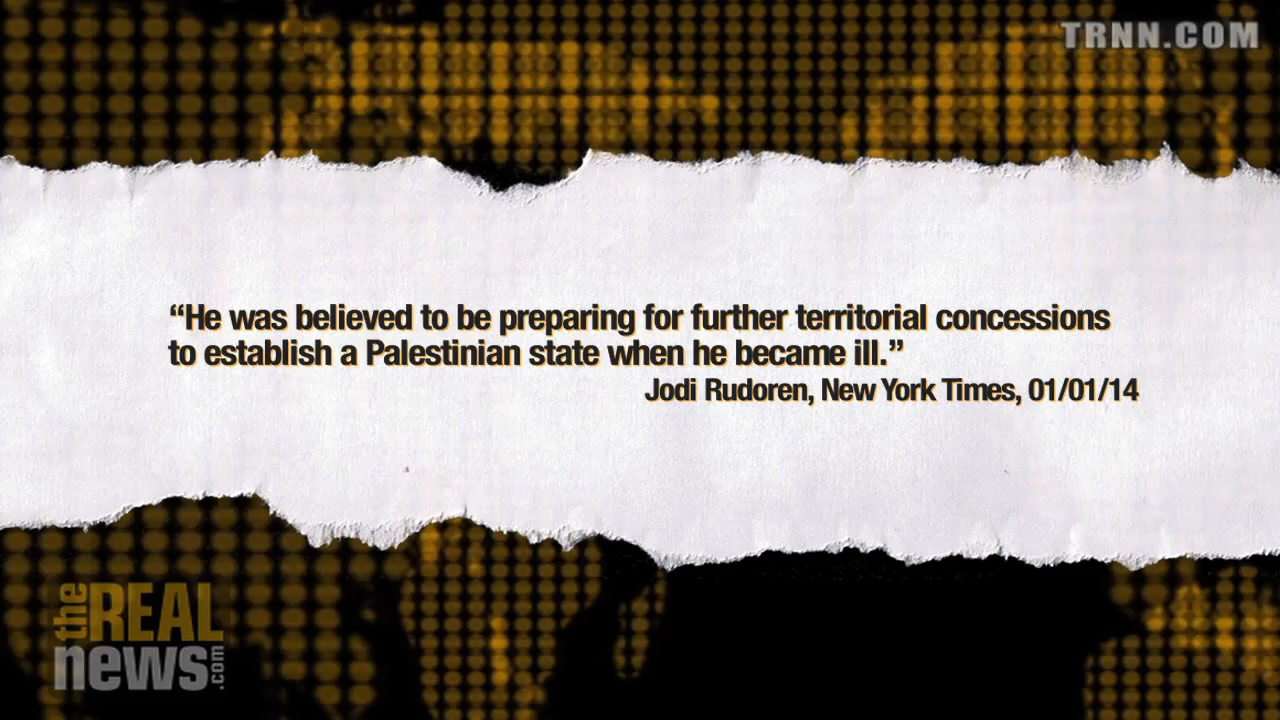 TRNN.COM
“He was believed to be preparing for further territorial concessions
to establish a Palestinian state when he became ill.”
Jodi Rudoren, New York Times, 01/01/14
the REAL
news.com